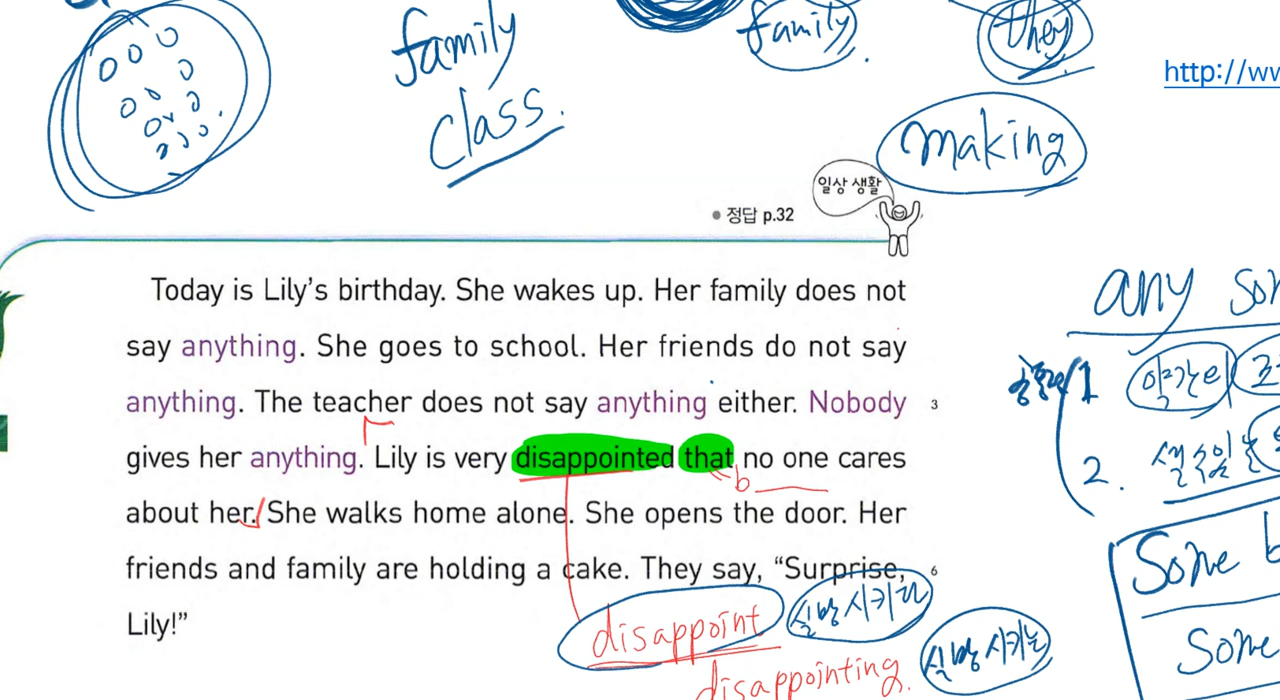 family
class.
family.
they
http://ww
making
일상 생활
• 정답 p.32
Today is Lily's birthday. She wakes up. Her family does not
say anything. She goes to school. Her friends do not say
anything. The teacher does not say anything either. Nobody 3
gives her anything. Lily is very disappointed that no one cares
b
about her. She walks home alone. She opens the door. Her
friends and family are holding a cake. They say, “Surprise, 6
Lily!”
any som
1 약간의
2.
Some b
Some
disappoint 실망시키다
disappointing. 실망시키는